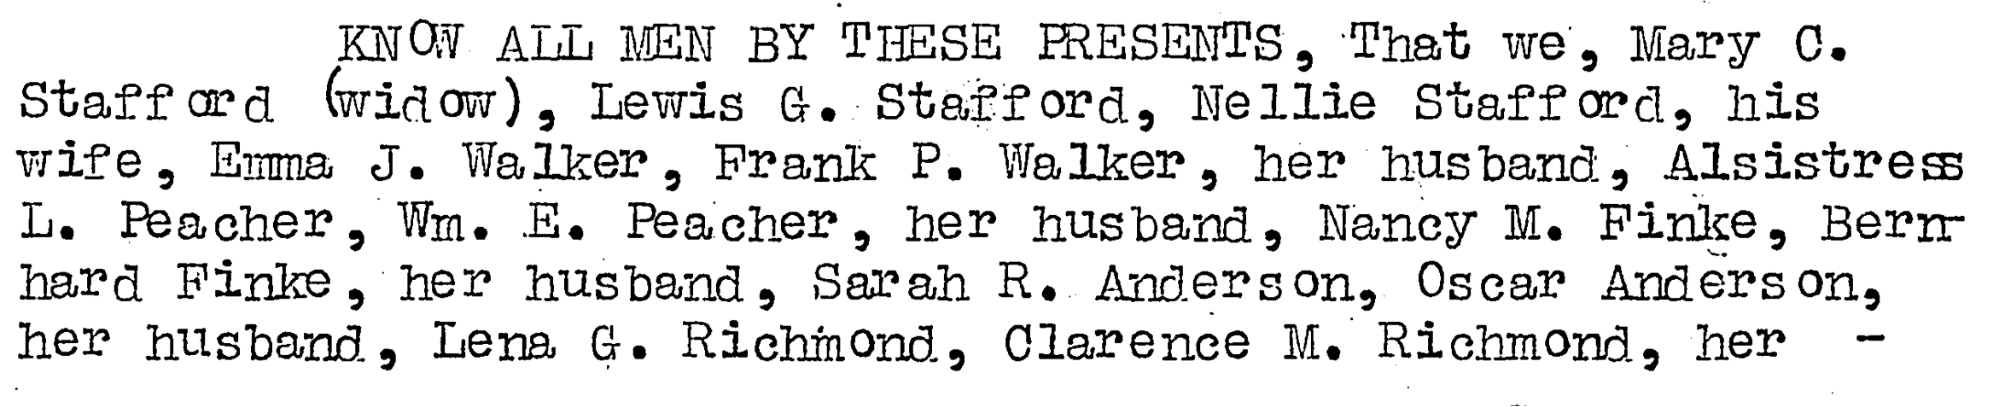 KNOW ALL MEN BY THESE PRESENTS, That we, Mary C.
Stafford (widow), Lewis G. Stafford, Nellie Stafford, his
wife, Emma J. Walker, Frank P. Walker, her husband, Alsistress
L. Peacher, Wm. E. Peacher, her husband, Nancy M. Finke, Bern-
hard Finke, her husband, Sarah R. Anderson, Oscar Anderson,
her husband, Lena G. Richmond, Clarence M. Richmond, her -